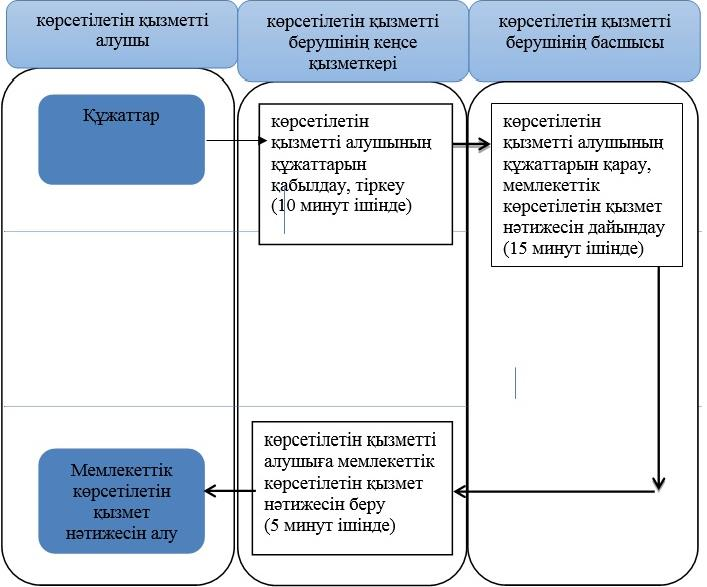 көрсетілетін қызметті
алушы
көрсетілетін қызметті
берушінің кеңсе
қызметкері
көрсетілетін қызметті
берушінің басшысы
Құжаттар
көрсетілетін
қызметті алушының
құжаттарын
қабылдау, тіркеу
(10 минут ішінде)
көрсетілетін
қызметті алушының
құжаттарын қарау,
мемлекеттік
көрсетілетін қызмет
нәтижесін дайындау
(15 минут ішінде)
көрсетілетін қызметті
алушыға мемлекеттік
көрсетілетін қызмет
нәтижесін беру
(5 минут ішінде)
Мемлекеттік
көрсетілетін
қызмет
нәтижесін алу